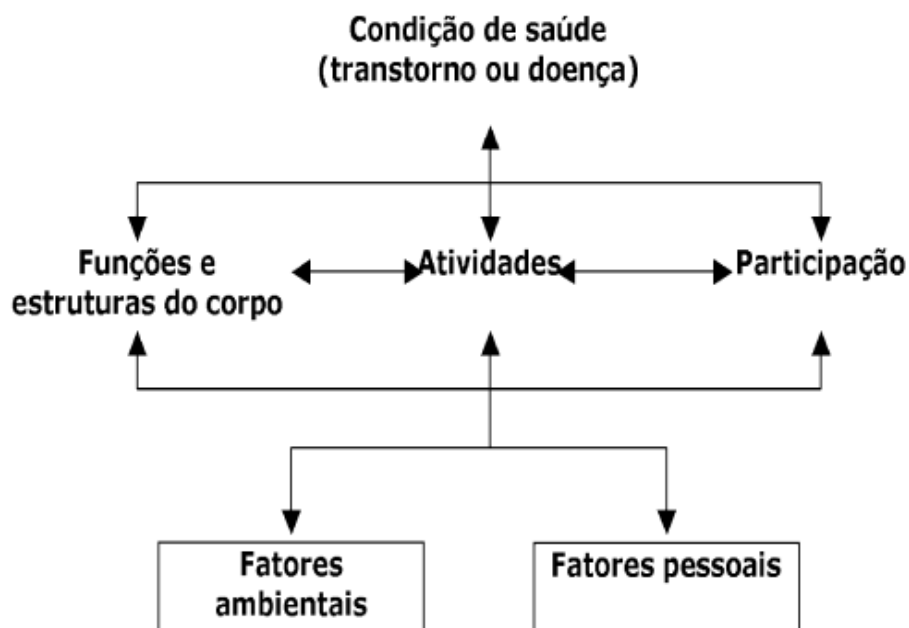 Condição de saúde
(transtorno ou doença)
Funções e
estruturas do corpo
Atividades
Participação
Fatores
ambientais
Fatores pessoais